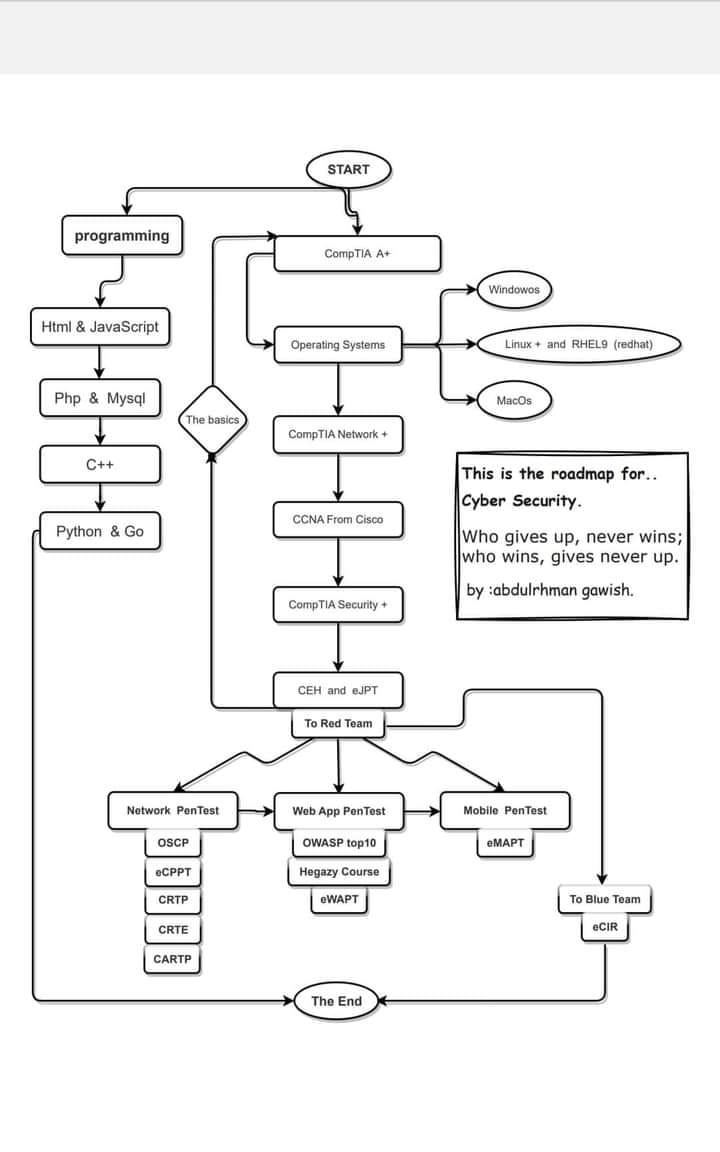 START
programming
CompTIA A+
Windowos
Html & JavaScript
Operating Systems
Linux + and RHEL9 (redhat)
Php & Mysql
MacOs
The basics
CompTIA Network +
C++
This is the roadmap for..
Cyber Security.
Who gives up, never wins;
who wins, gives never up.
by :abdulrhman gawish.
CCNA From Cisco
Python & Go
CompTIA Security +
CEH and eJPT
To Red Team
Network PenTest
Web App PenTest
Mobile PenTest
OSCP
OWASP top10
eMAPT
eCPPT
Hegazy Course
CRTP
eWAPT
To Blue Team
CRTE
eCIR
CARTP
The End